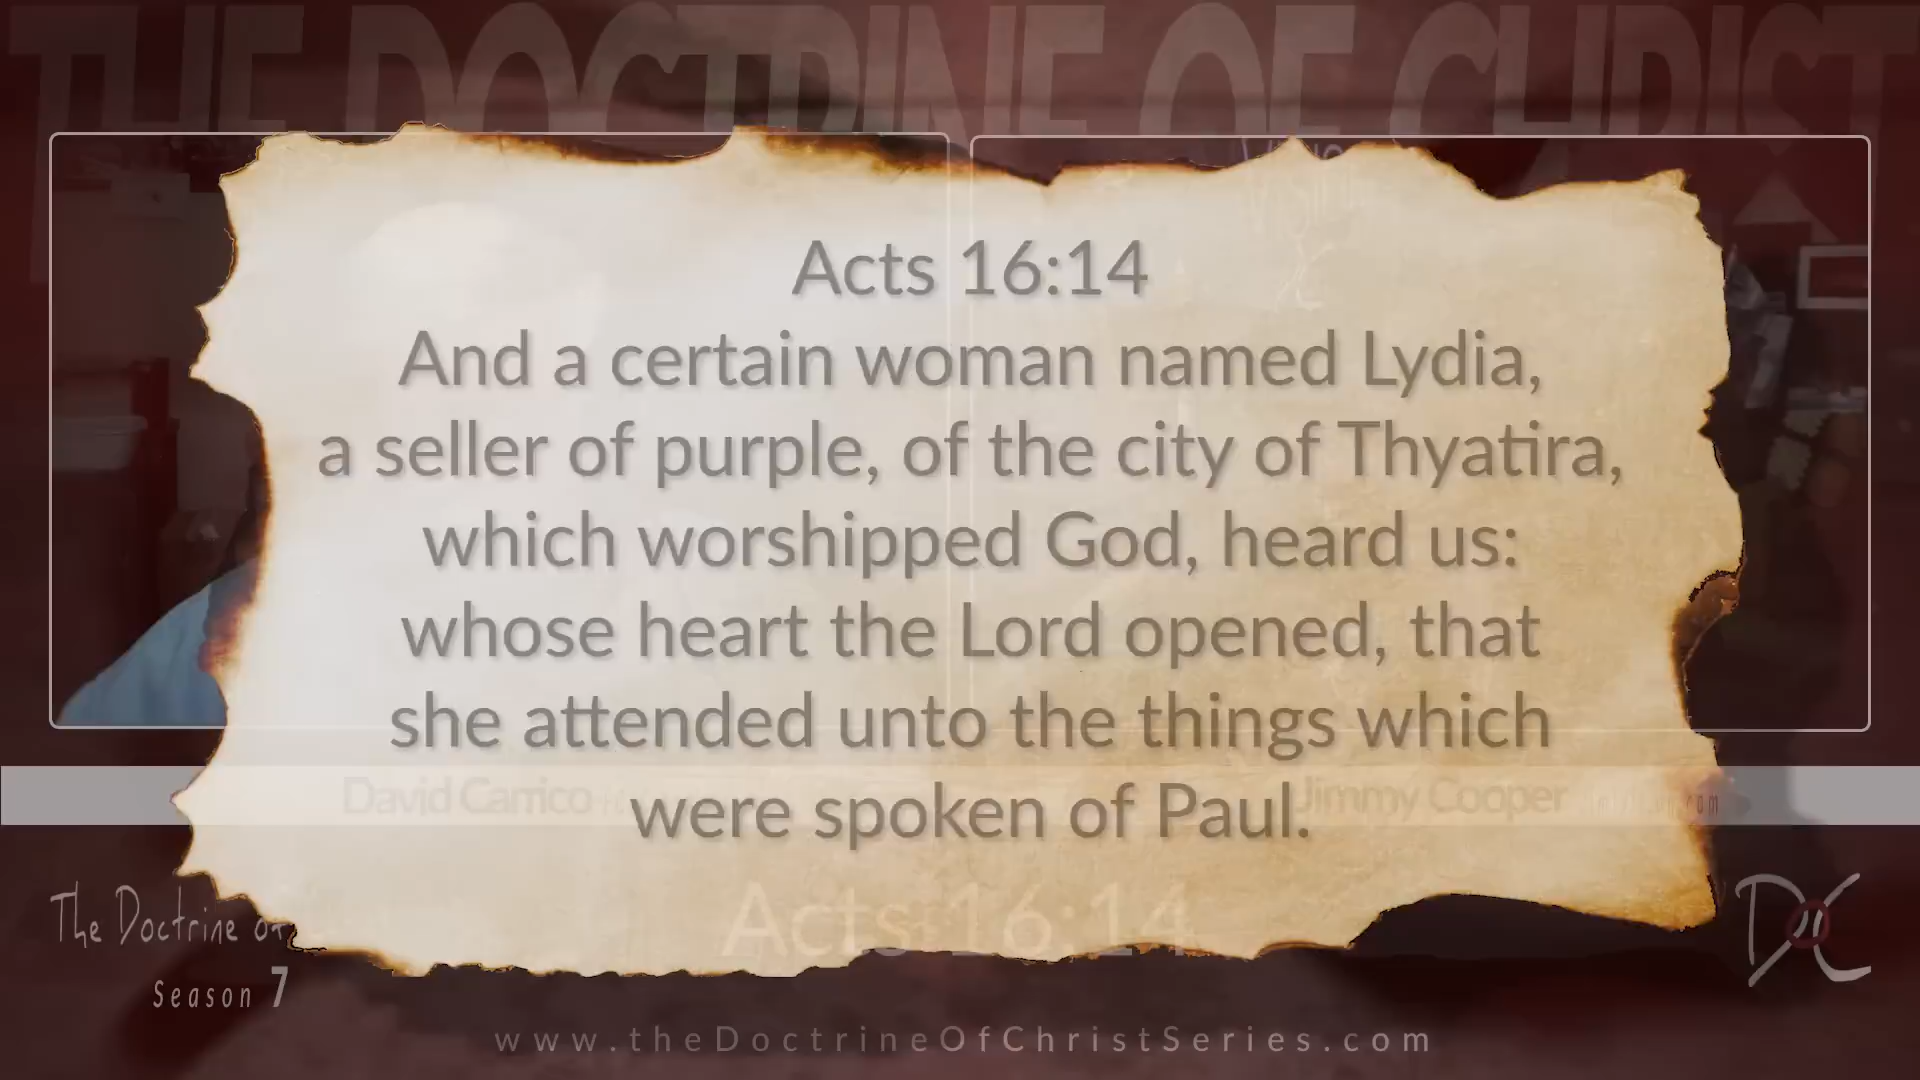 THE DOCTRINE OF CHRIST
Acts 16:14
And a certain woman named Lydia,
a seller of purple, of the city of Thyatira,
which worshipped God, heard us:
whose heart the Lord opened, that
she attended unto the things which
were spoken of Paul.
David Carrico
Jimmy Cooper
Acts 16:14
The Doctrine of
Season 7
DC
www.theDoctrineOfChristSeries.com